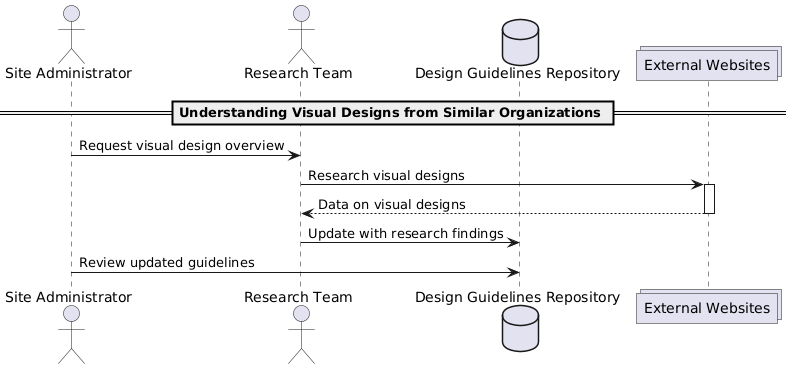 Site Administrator
Research Team
Design Guidelines Repository
External Websites
Understanding Visual Designs from Similar Organizations
Request visual design overview
Research visual designs
Data on visual designs
Update with research findings
Review updated guidelines
Site Administrator
Research Team
Design Guidelines Repository
External Websites